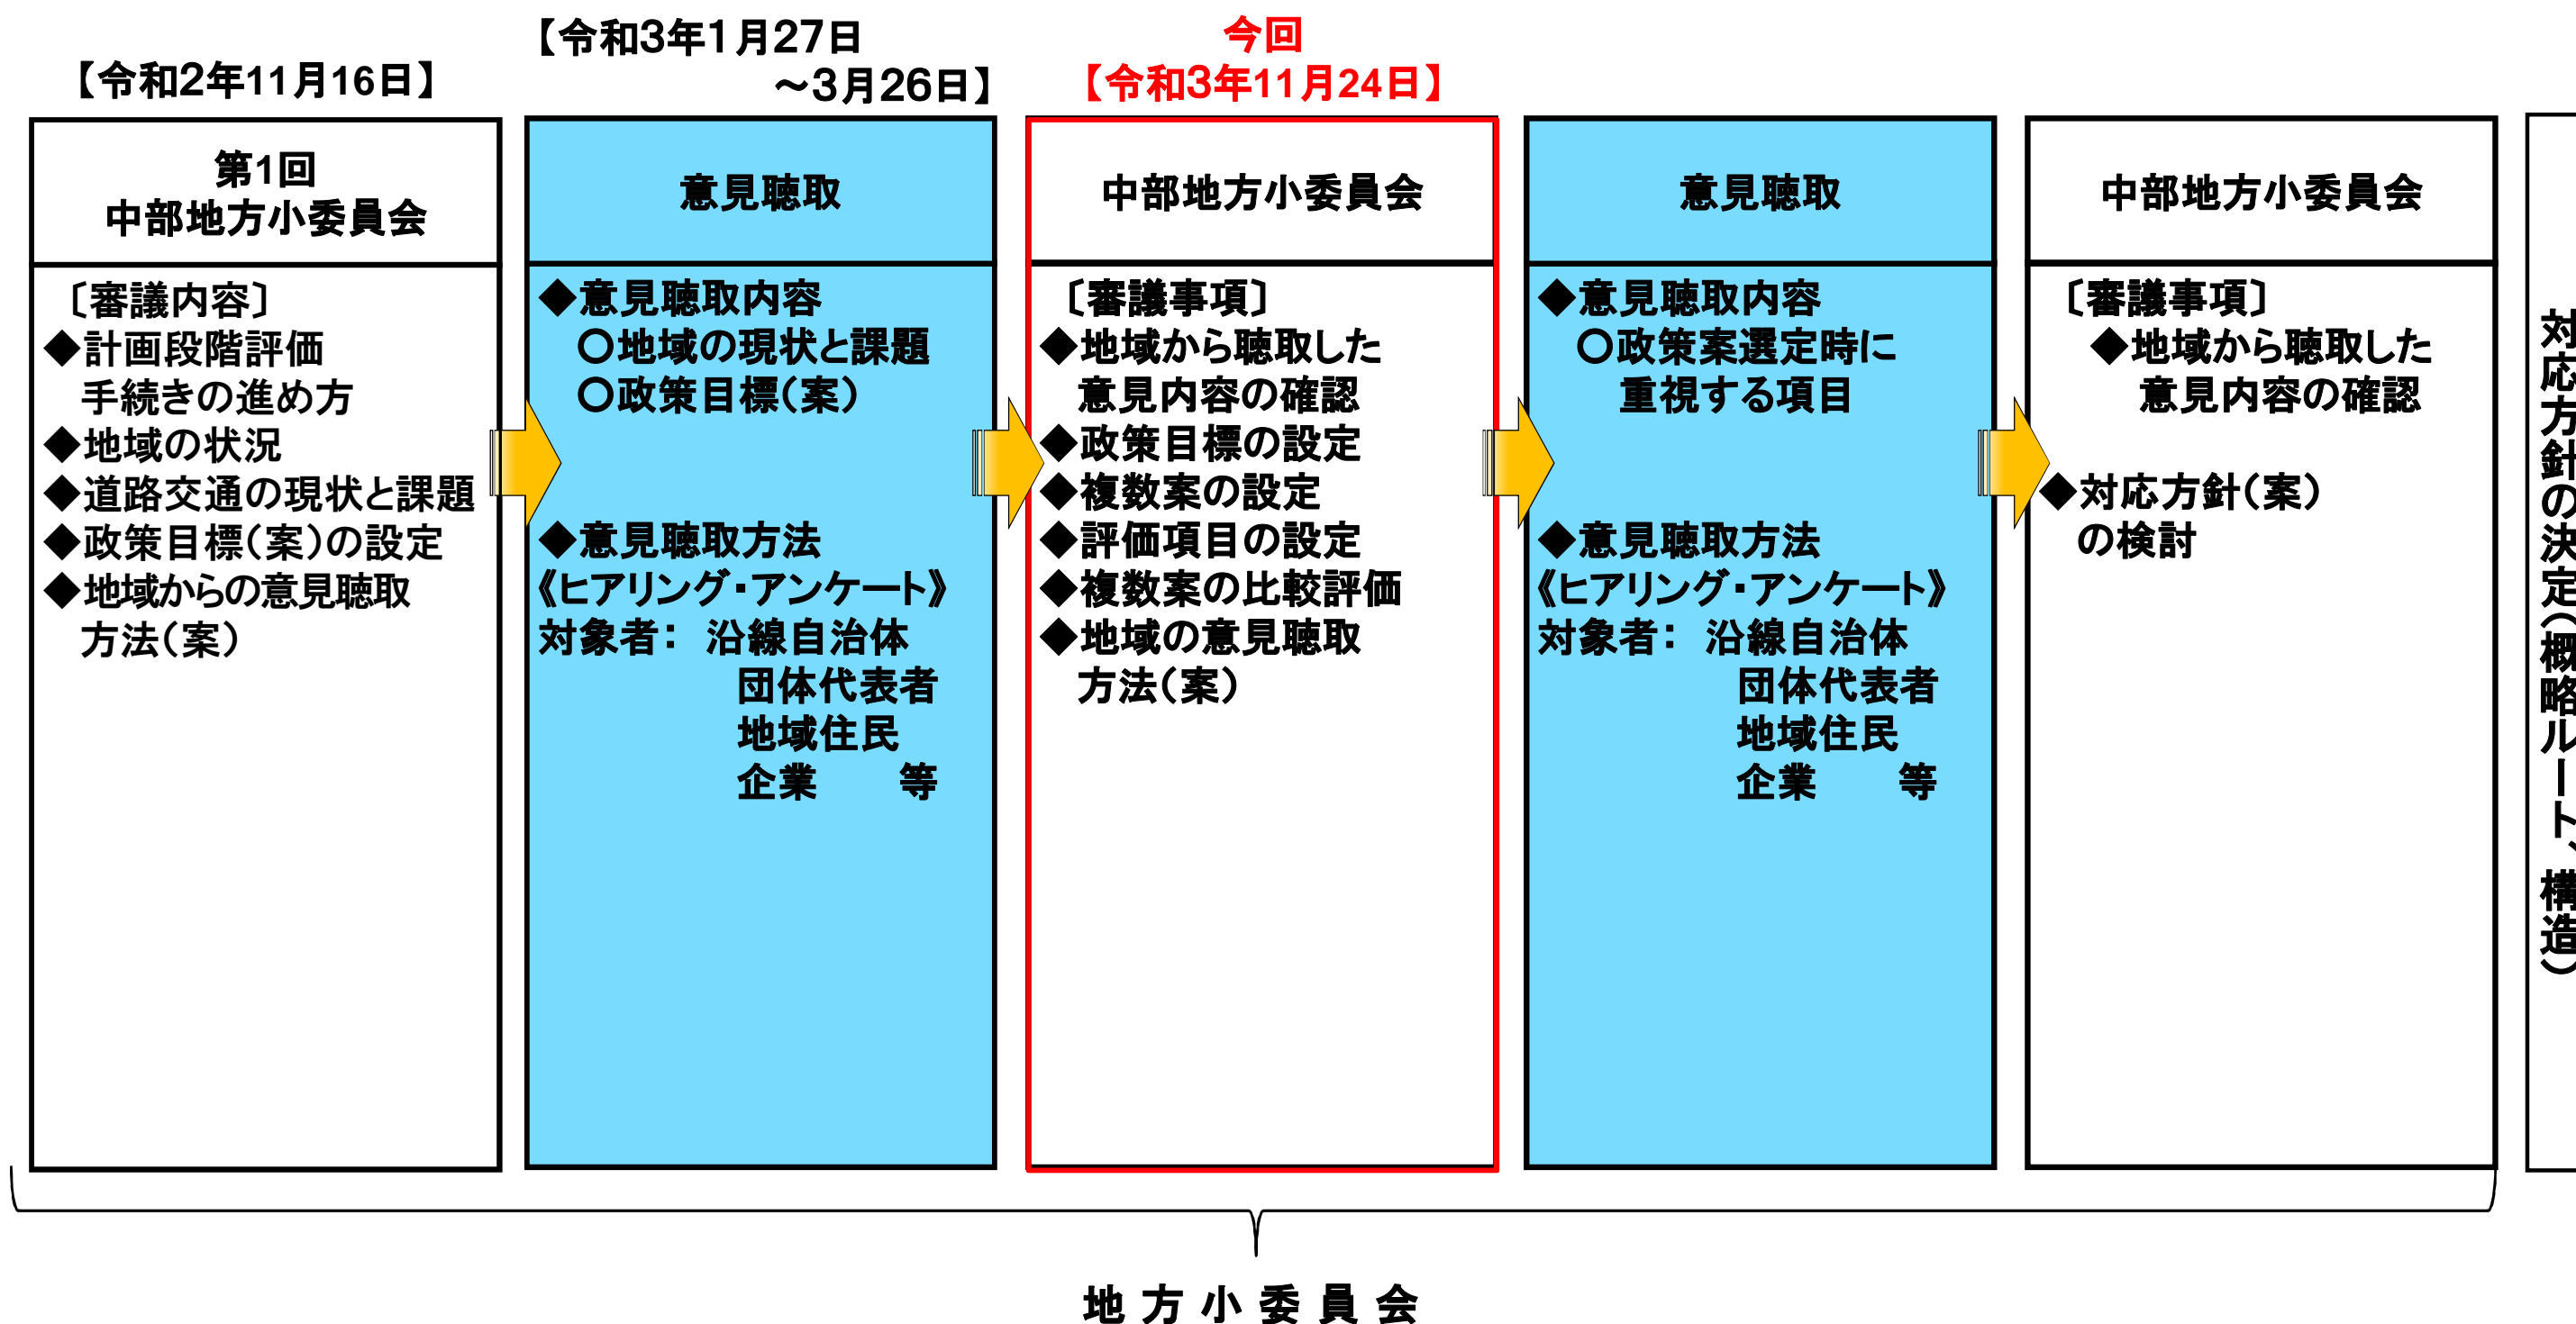 【令和2年11月16日】
第1回
中部地方小委員会
〔審議内容〕
◆計画段階評価
手続きの進め方
◆地域の状況
◆道路交通の現状と課題
◆政策目標(案)の設定
◆地域からの意見聴取
方法(案)
【令和3年1月27日
～3月26日】
意見聴取
◆意見聴取内容
○地域の現状と課題
○政策目標(案)
◆意見聴取方法
《ヒアリング・アンケート》
対象者： 沿線自治体
団体代表者
地域住民
企業　　等
今回
【令和3年11月24日】
中部地方小委員会
〔審議事項〕
◆地域から聴取した
意見内容の確認
◆政策目標の設定
◆複数案の設定
◆評価項目の設定
◆複数案の比較評価
◆地域の意見聴取
方法(案)
意見聴取
◆意見聴取内容
○政策案選定時に
重視する項目
◆意見聴取方法
《ヒアリング・アンケート》
対象者： 沿線自治体
団体代表者
地域住民
企業　　等
中部地方小委員会
〔審議事項〕
◆地域から聴取した
意見内容の確認
◆対応方針(案)
の検討
対応方針の決定(概略ルート、構造)
地方小委員会